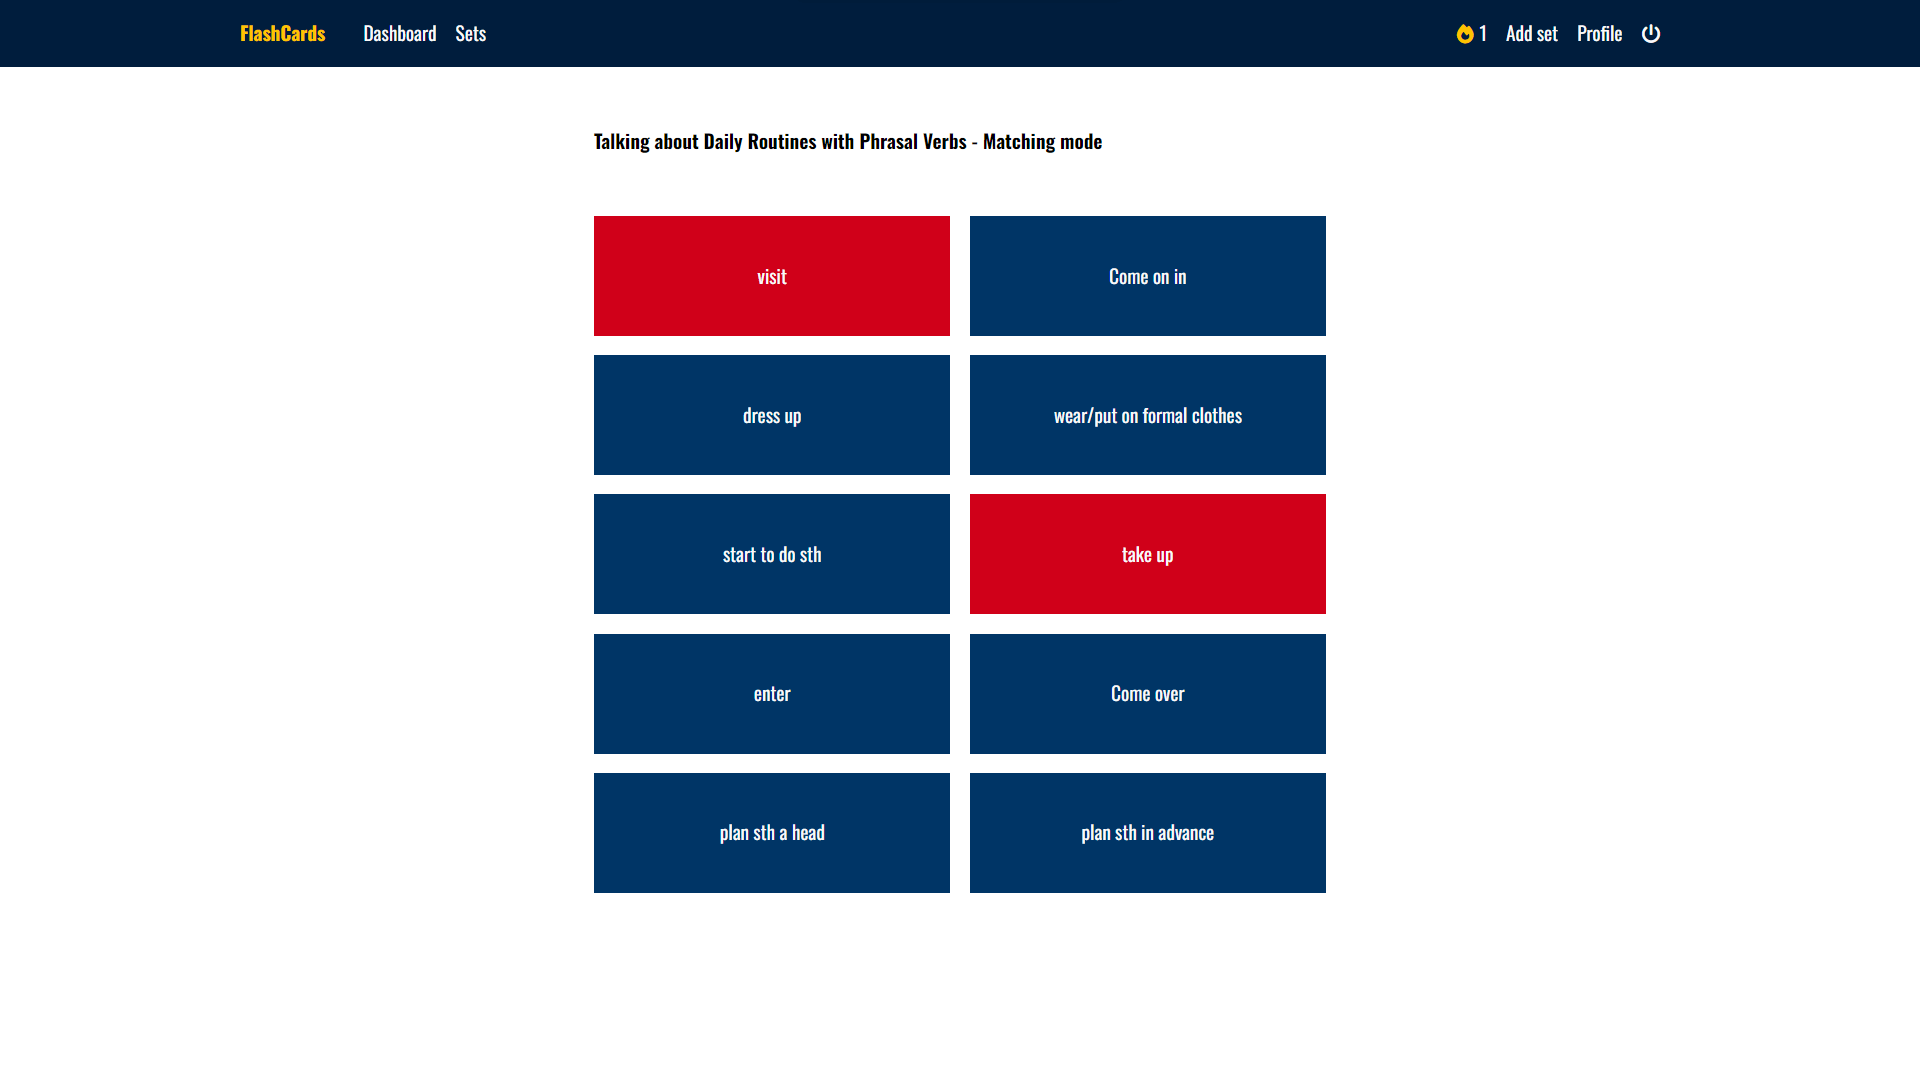 FlashCards Dashboard Sets 1 Add set Profile
Talking about Daily Routines with Phrasal Verbs - Matching mode
visit
Come on in
dress up
wear/put on formal clothes
start to do sth
take up
enter
Come over
plan sth a head
plan sth in advance